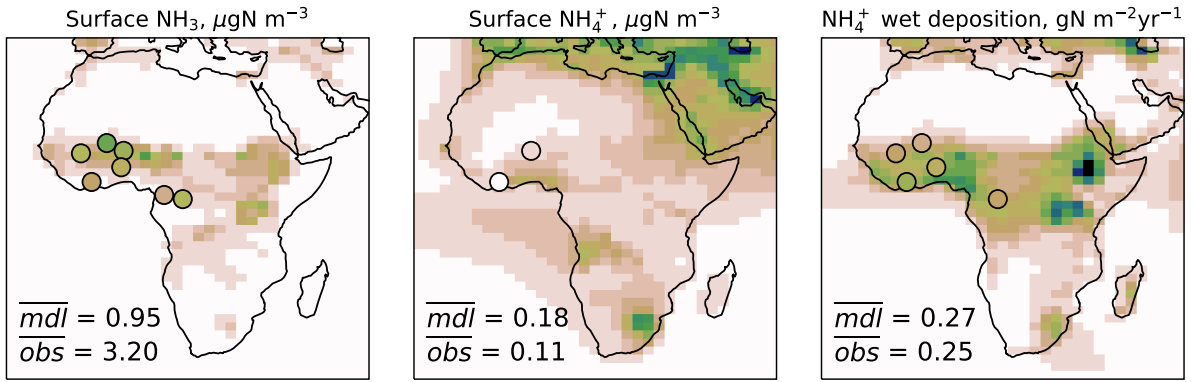 Surface NH₃, μgN m⁻³
mdl = 0.95
obs = 3.20
Surface NH₄⁺, μgN m⁻³
mdl = 0.18
obs = 0.11
NH₄⁺ wet deposition, gN m⁻²yr⁻¹
mdl = 0.27
obs = 0.25